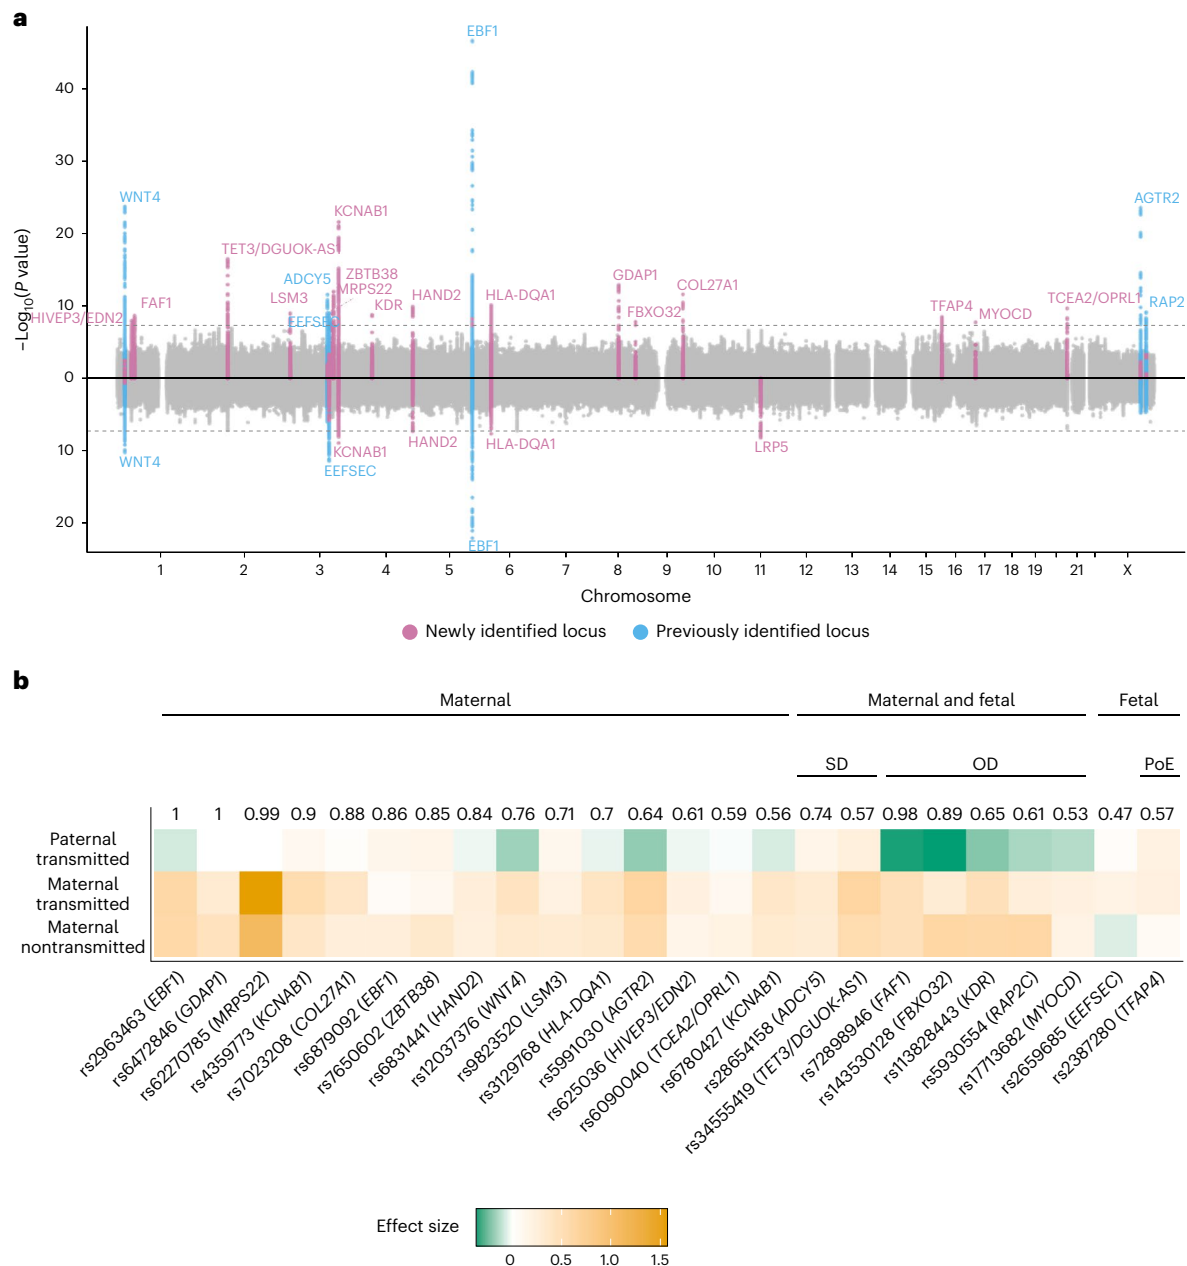 a
EBF1
40
30
WNT4
AGTR2
KCNAB1
20
TET3/DGUOK-AS1
ADCY5
ZBTB38
MRPS22
GDAP1
COL27A1
LSM3
KDR
HAND2
HLA-DQA1
FBXO32
TFAP4
MYOCD
TCEA2/OPRL1
RAP2
10
FAF1
HIVEP3/EDN2
EEFSEC
−Log10(P value)
0
10
WNT4
KCNAB1
EEFSEC
HAND2
HLA-DQA1
LRP5
20
EBF1
1 2 3 4 5 6 7 8 9 10 11 12 13 14 15 16 17 18 19 21 X
Chromosome
Newly identified locus Previously identified locus
b
Maternal Maternal and fetal Fetal
SD OD PoE
1 1 0.99 0.9 0.88 0.86 0.85 0.84 0.76 0.71 0.7 0.64 0.61 0.59 0.56 0.74 0.57 0.98 0.89 0.65 0.61 0.53 0.47 0.57
Paternal
transmitted
Maternal
transmitted
Maternal
nontransmitted
rs2963463 (EBF1)
rs6472846 (GDAP1)
rs62270785 (MRPS22)
rs4359773 (KCNAB1)
rs7023208 (COL27A1)
rs6879092 (EBF1)
rs7650602 (ZBTB38)
rs6831441 (HAND2)
rs12037376 (WNT4)
rs9823520 (LSM3)
rs3129768 (HLA-DQA1)
rs5991030 (AGTR2)
rs625036 (HIVEP3/EDN2)
rs6090040 (TCEA2/OPRL1)
rs6780427 (KCNAB1)
rs28654158 (ADCY5)
rs34555419 (TET3/DGUOK-AS1)
rs72898946 (FAF1)
rs143530128 (FBXO32)
rs113828443 (KDR)
rs5930554 (RAP2C)
rs17713682 (MYOCD)
rs2659685 (EEFSEC)
rs2387280 (TFAP4)
Effect size
0 0.5 1.0 1.5